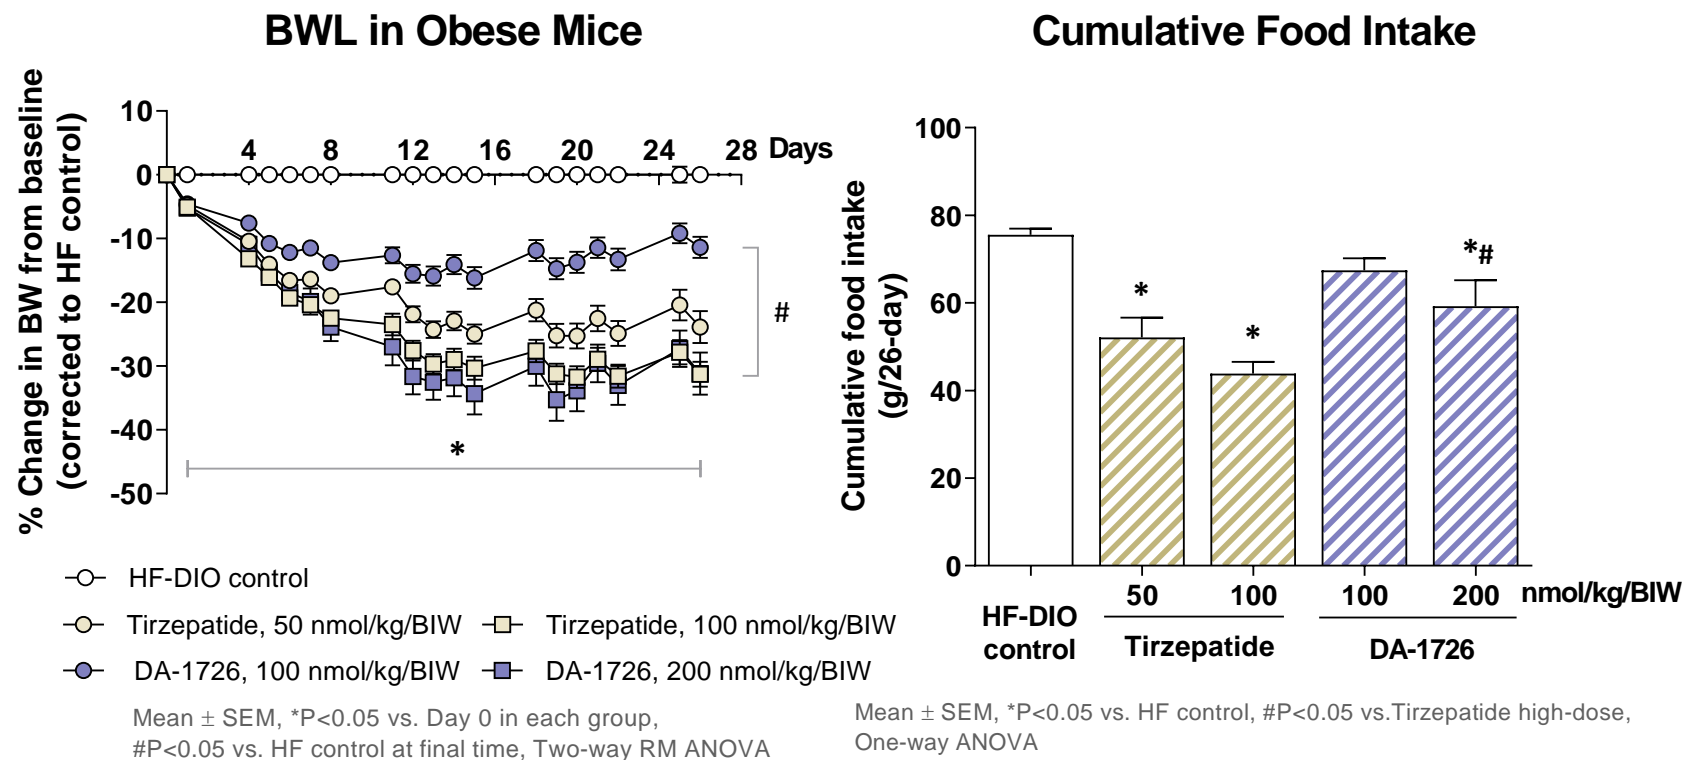 BWL in Obese Mice
% Change in BW from baseline
(corrected to HF control)
10
0
-10
-20
-30
-40
-50
4 8 12 16 20 24 28 Days
#
*
HF-DIO control
Tirzepatide, 50 nmol/kg/BIW Tirzepatide, 100 nmol/kg/BIW
DA-1726, 100 nmol/kg/BIW DA-1726, 200 nmol/kg/BIW
Mean ± SEM, *P<0.05 vs. Day 0 in each group,
#P<0.05 vs. HF control at final time, Two-way RM ANOVA
Cumulative Food Intake
Cumulative food intake
(g/26-day)
100
80
60
40
20
0
* * *#
50 100 100 200 nmol/kg/BIW
HF-DIO
control
Tirzepatide DA-1726
Mean ± SEM, *P<0.05 vs. HF control, #P<0.05 vs.Tirzepatide high-dose,
One-way ANOVA